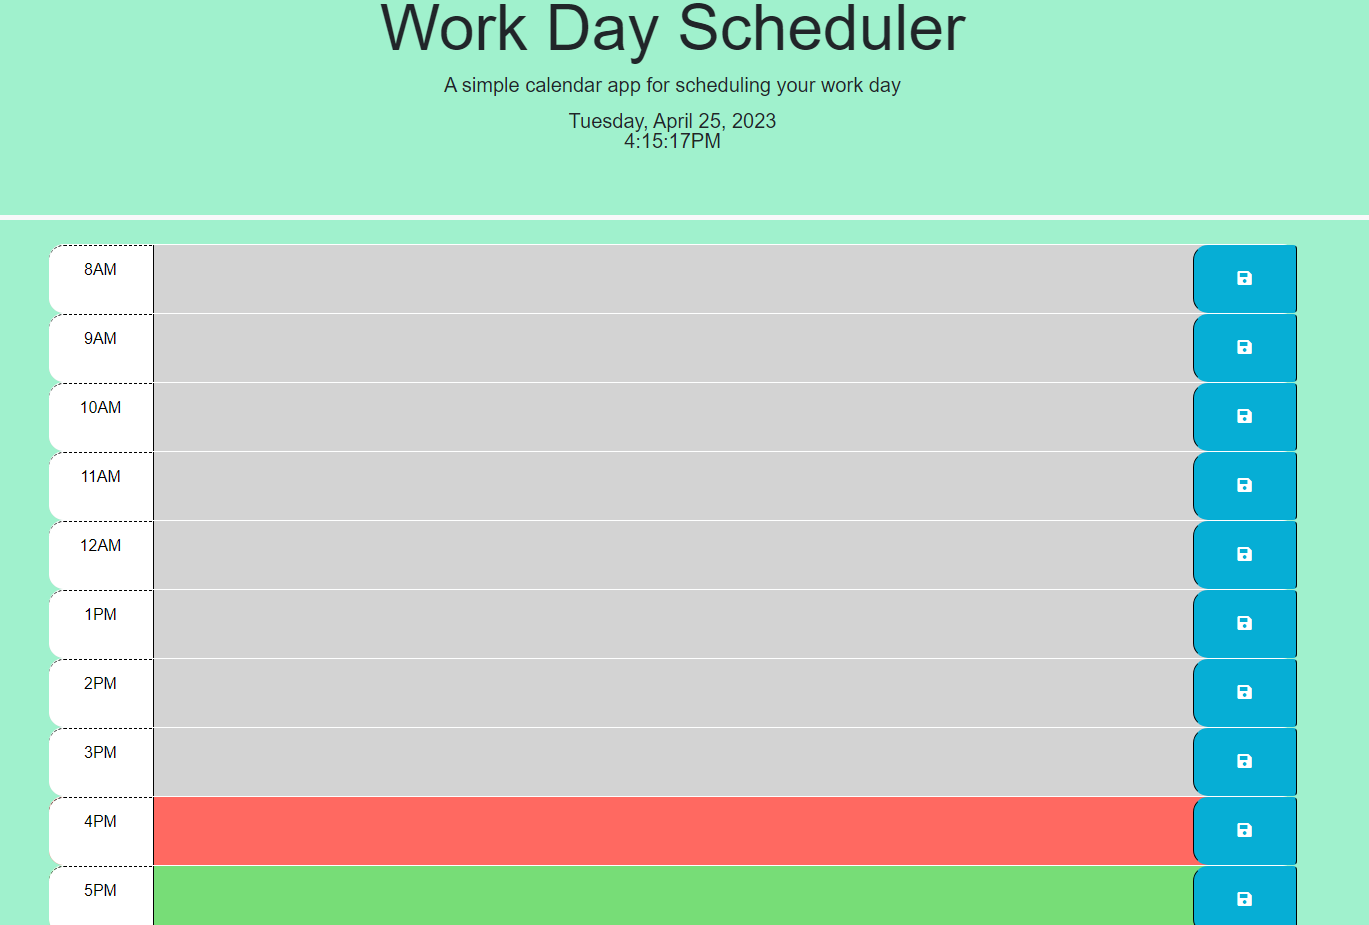 Work Day Scheduler
A simple calendar app for scheduling your work day
Tuesday, April 25, 2023
4:15:17PM
8AM
9AM
10AM
11AM
12AM
1PM
2PM
3PM
4PM
5PM